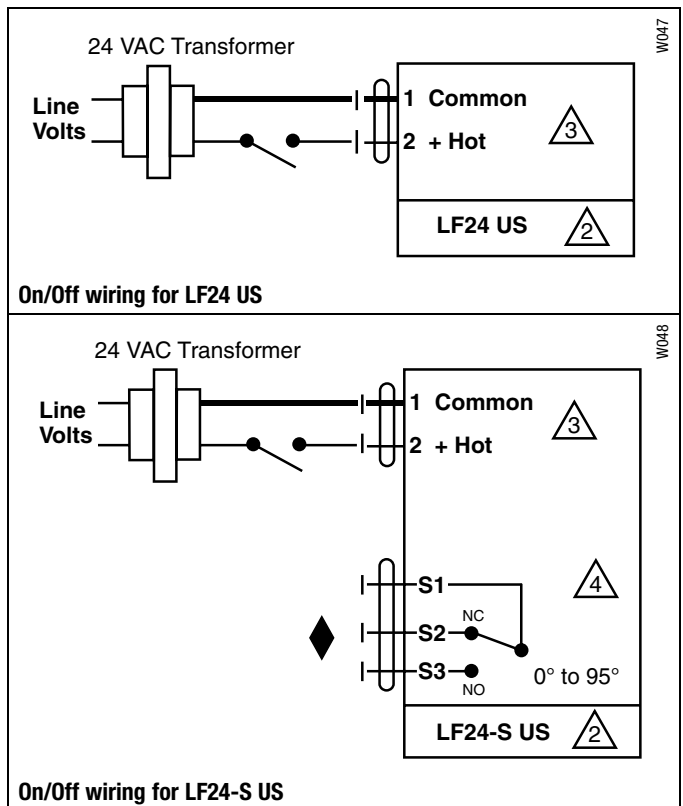 W047
24 VAC Transformer
Line
Volts
1 Common
2 + Hot
3
LF24 US
2
On/Off wiring for LF24 US
W048
24 VAC Transformer
Line
Volts
1 Common
2 + Hot
3
S1
4
S2
NC
S3
NO
0° to 95°
LF24-S US
2
On/Off wiring for LF24-S US